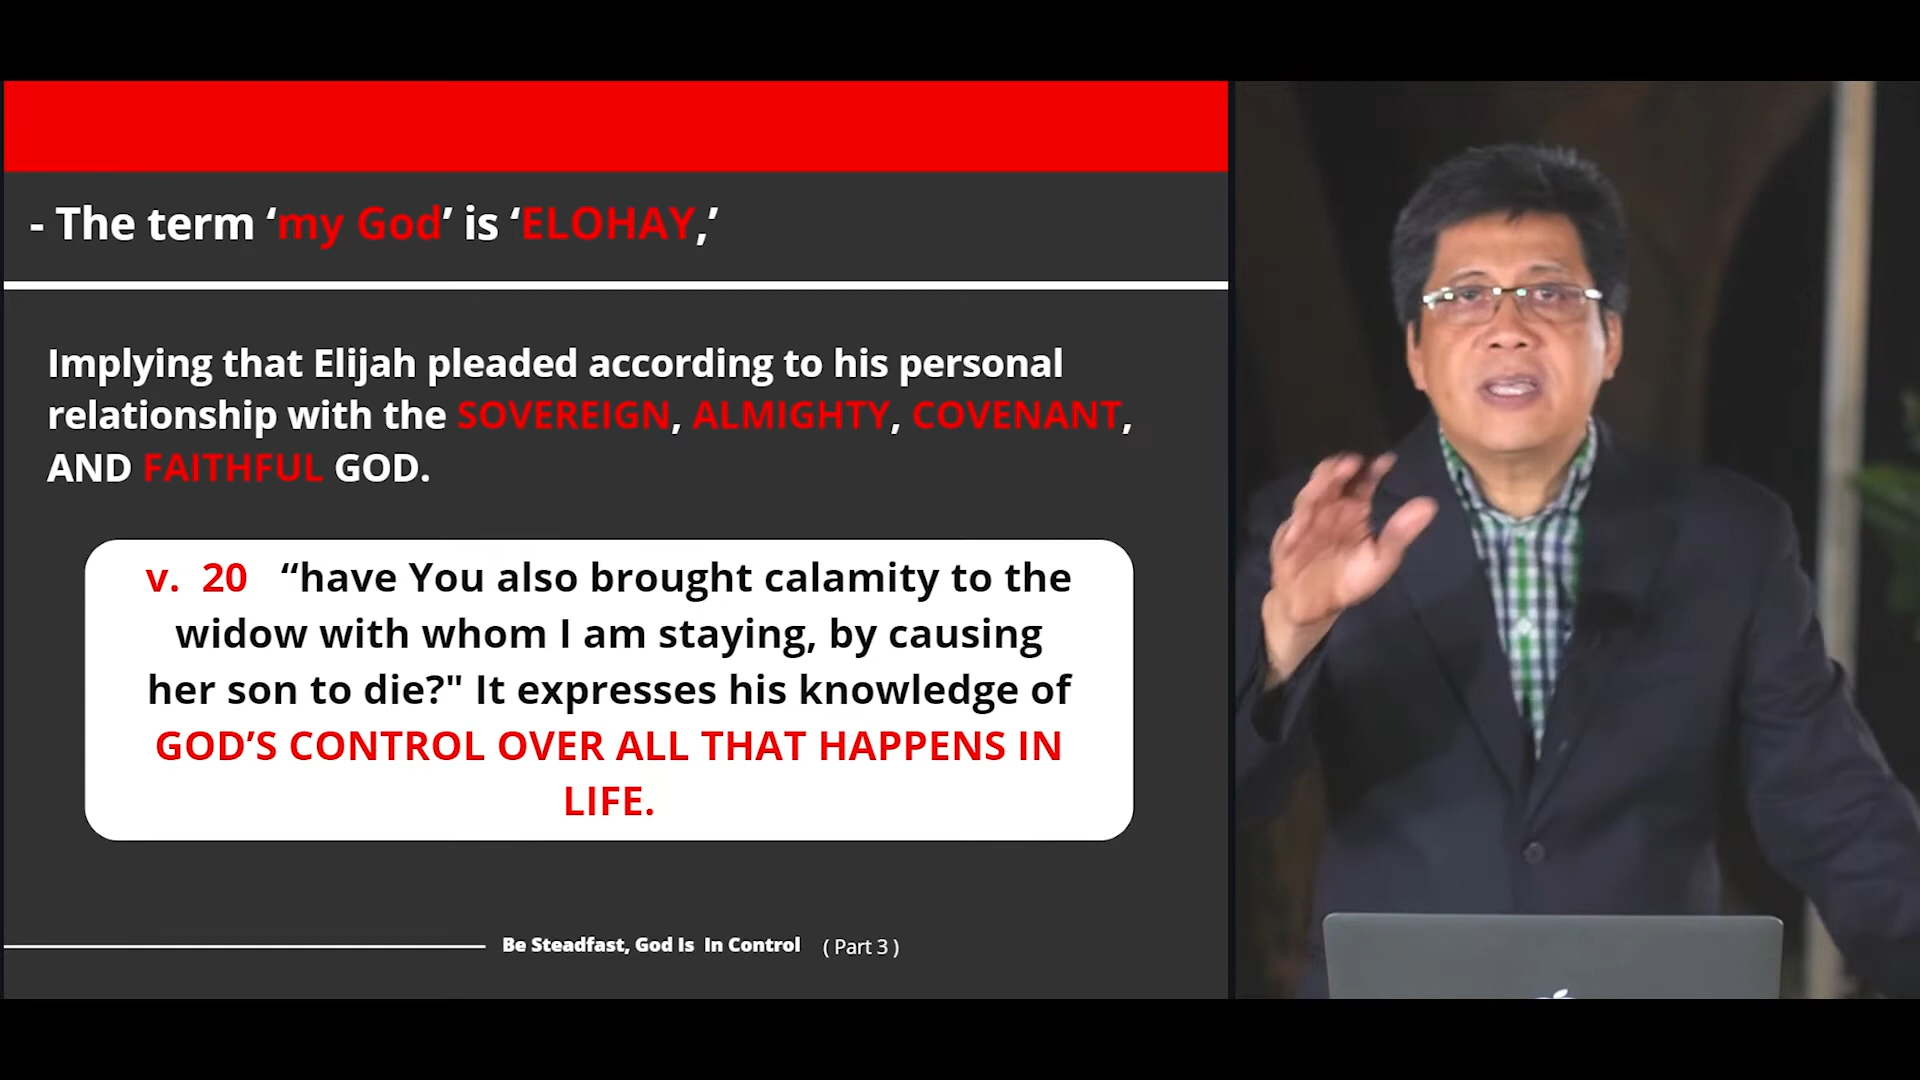 - The term ‘my God’ is ‘ELOHAY,’
Implying that Elijah pleaded according to his personal
relationship with the SOVEREIGN, ALMIGHTY, COVENANT,
AND FAITHFUL GOD.
v. 20 “have You also brought calamity to the
widow with whom I am staying, by causing
her son to die?" It expresses his knowledge of
GOD’S CONTROL OVER ALL THAT HAPPENS IN
LIFE.
Be Steadfast, God Is In Control ( Part 3 )